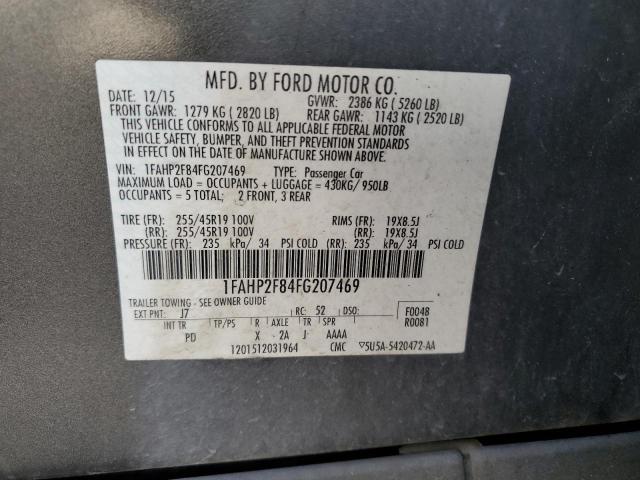 MFD. BY FORD MOTOR CO.
DATE: 12/15 GVWR: 2386 KG ( 5260 LB)
FRONT GAWR: 1279 KG ( 2820 LB) REAR GAWR: 1143 KG ( 2520 LB)
THIS VEHICLE CONFORMS TO ALL APPLICABLE FEDERAL MOTOR
VEHICLE SAFETY, BUMPER, AND THEFT PREVENTION STANDARDS
IN EFFECT ON THE DATE OF MANUFACTURE SHOWN ABOVE.
VIN: 1FAHP2F84FG207469 TYPE: Passenger Car
MAXIMUM LOAD = OCCUPANTS + LUGGAGE = 430KG/ 950LB
OCCUPANTS = 5 TOTAL; 2 FRONT, 3 REAR
TIRE (FR): 255/45R19 100V RIMS (FR): 19X8.5J
(RR): 255/45R19 100V (RR): 19X8.5J
PRESSURE (FR): 235 kPa/ 34 PSI COLD (RR): 235 kPa/ 34 PSI COLD
1FAHP2F84FG207469
TRAILER TOWING - SEE OWNER GUIDE
EXT PNT: J7 RC: 52 DSO: F0048
INT TR TP/PS R AXLE TR SPR R0081
PD X - 2A J AAAA
1201512031964 CMC ▽5U5A-5420472-AA